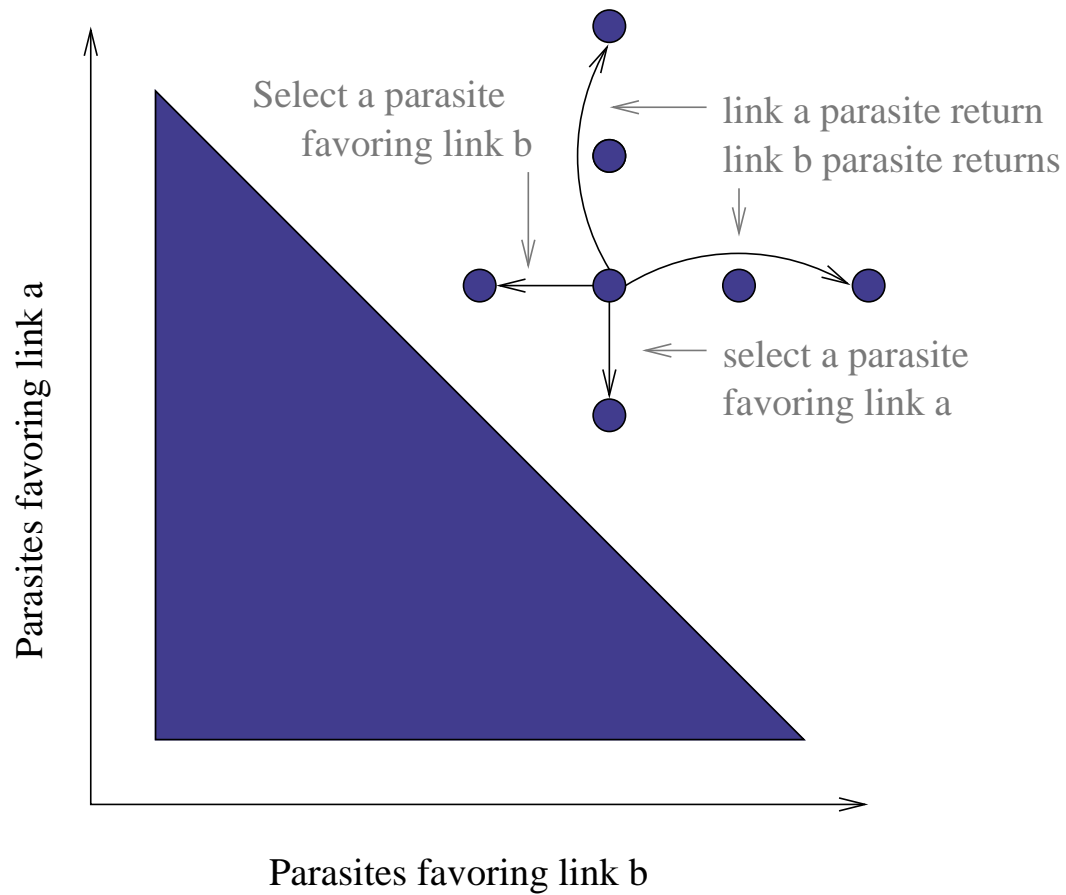 Select a parasite
favoring link b
link a parasite return
link b parasite returns
select a parasite
favoring link a
Parasites favoring link a
Parasites favoring link b